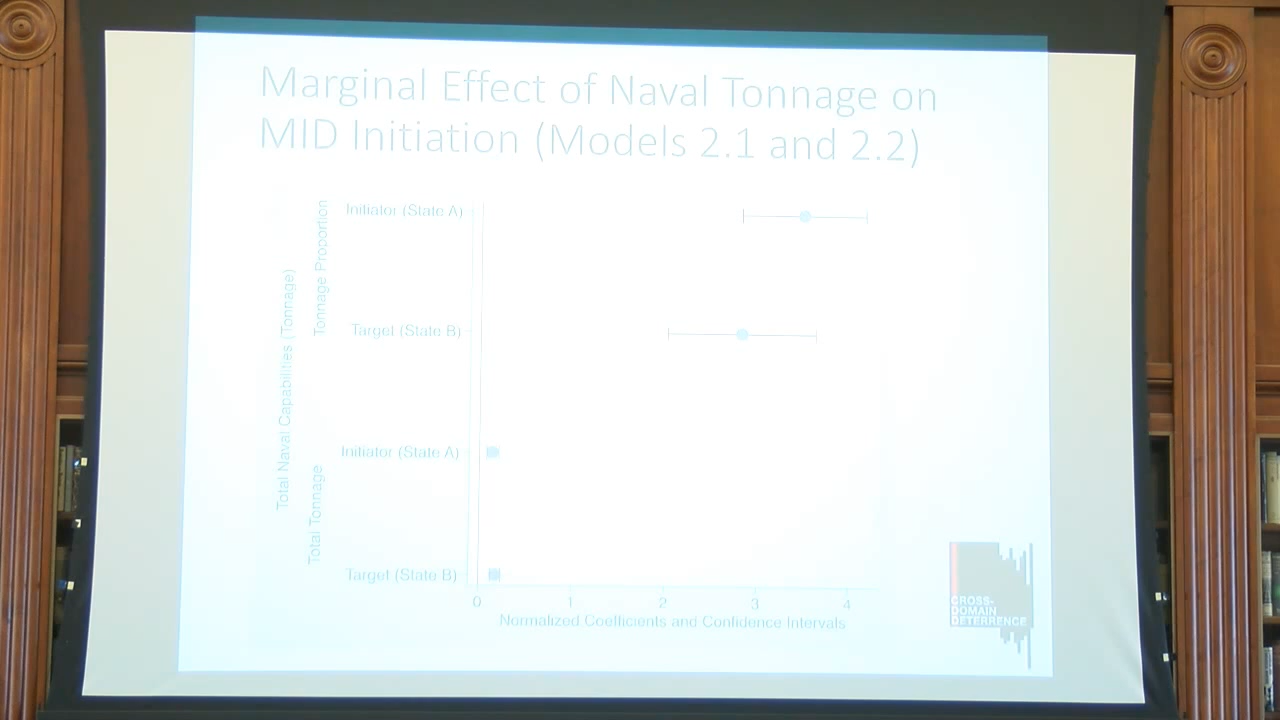 Marginal Effect of Naval Tonnage on
MID Initiation (Models 2.1 and 2.2)
Total Naval Capabilities (Tonnage)
Tonnage Proportion
Initiator (State A)
Target (State B)
Total Tonnage
Initiator (State A)
Target (State B)
0 1 2 3 4
Normalized Coefficients and Confidence Intervals
CROSS-
DOMAIN
DETERRENCE